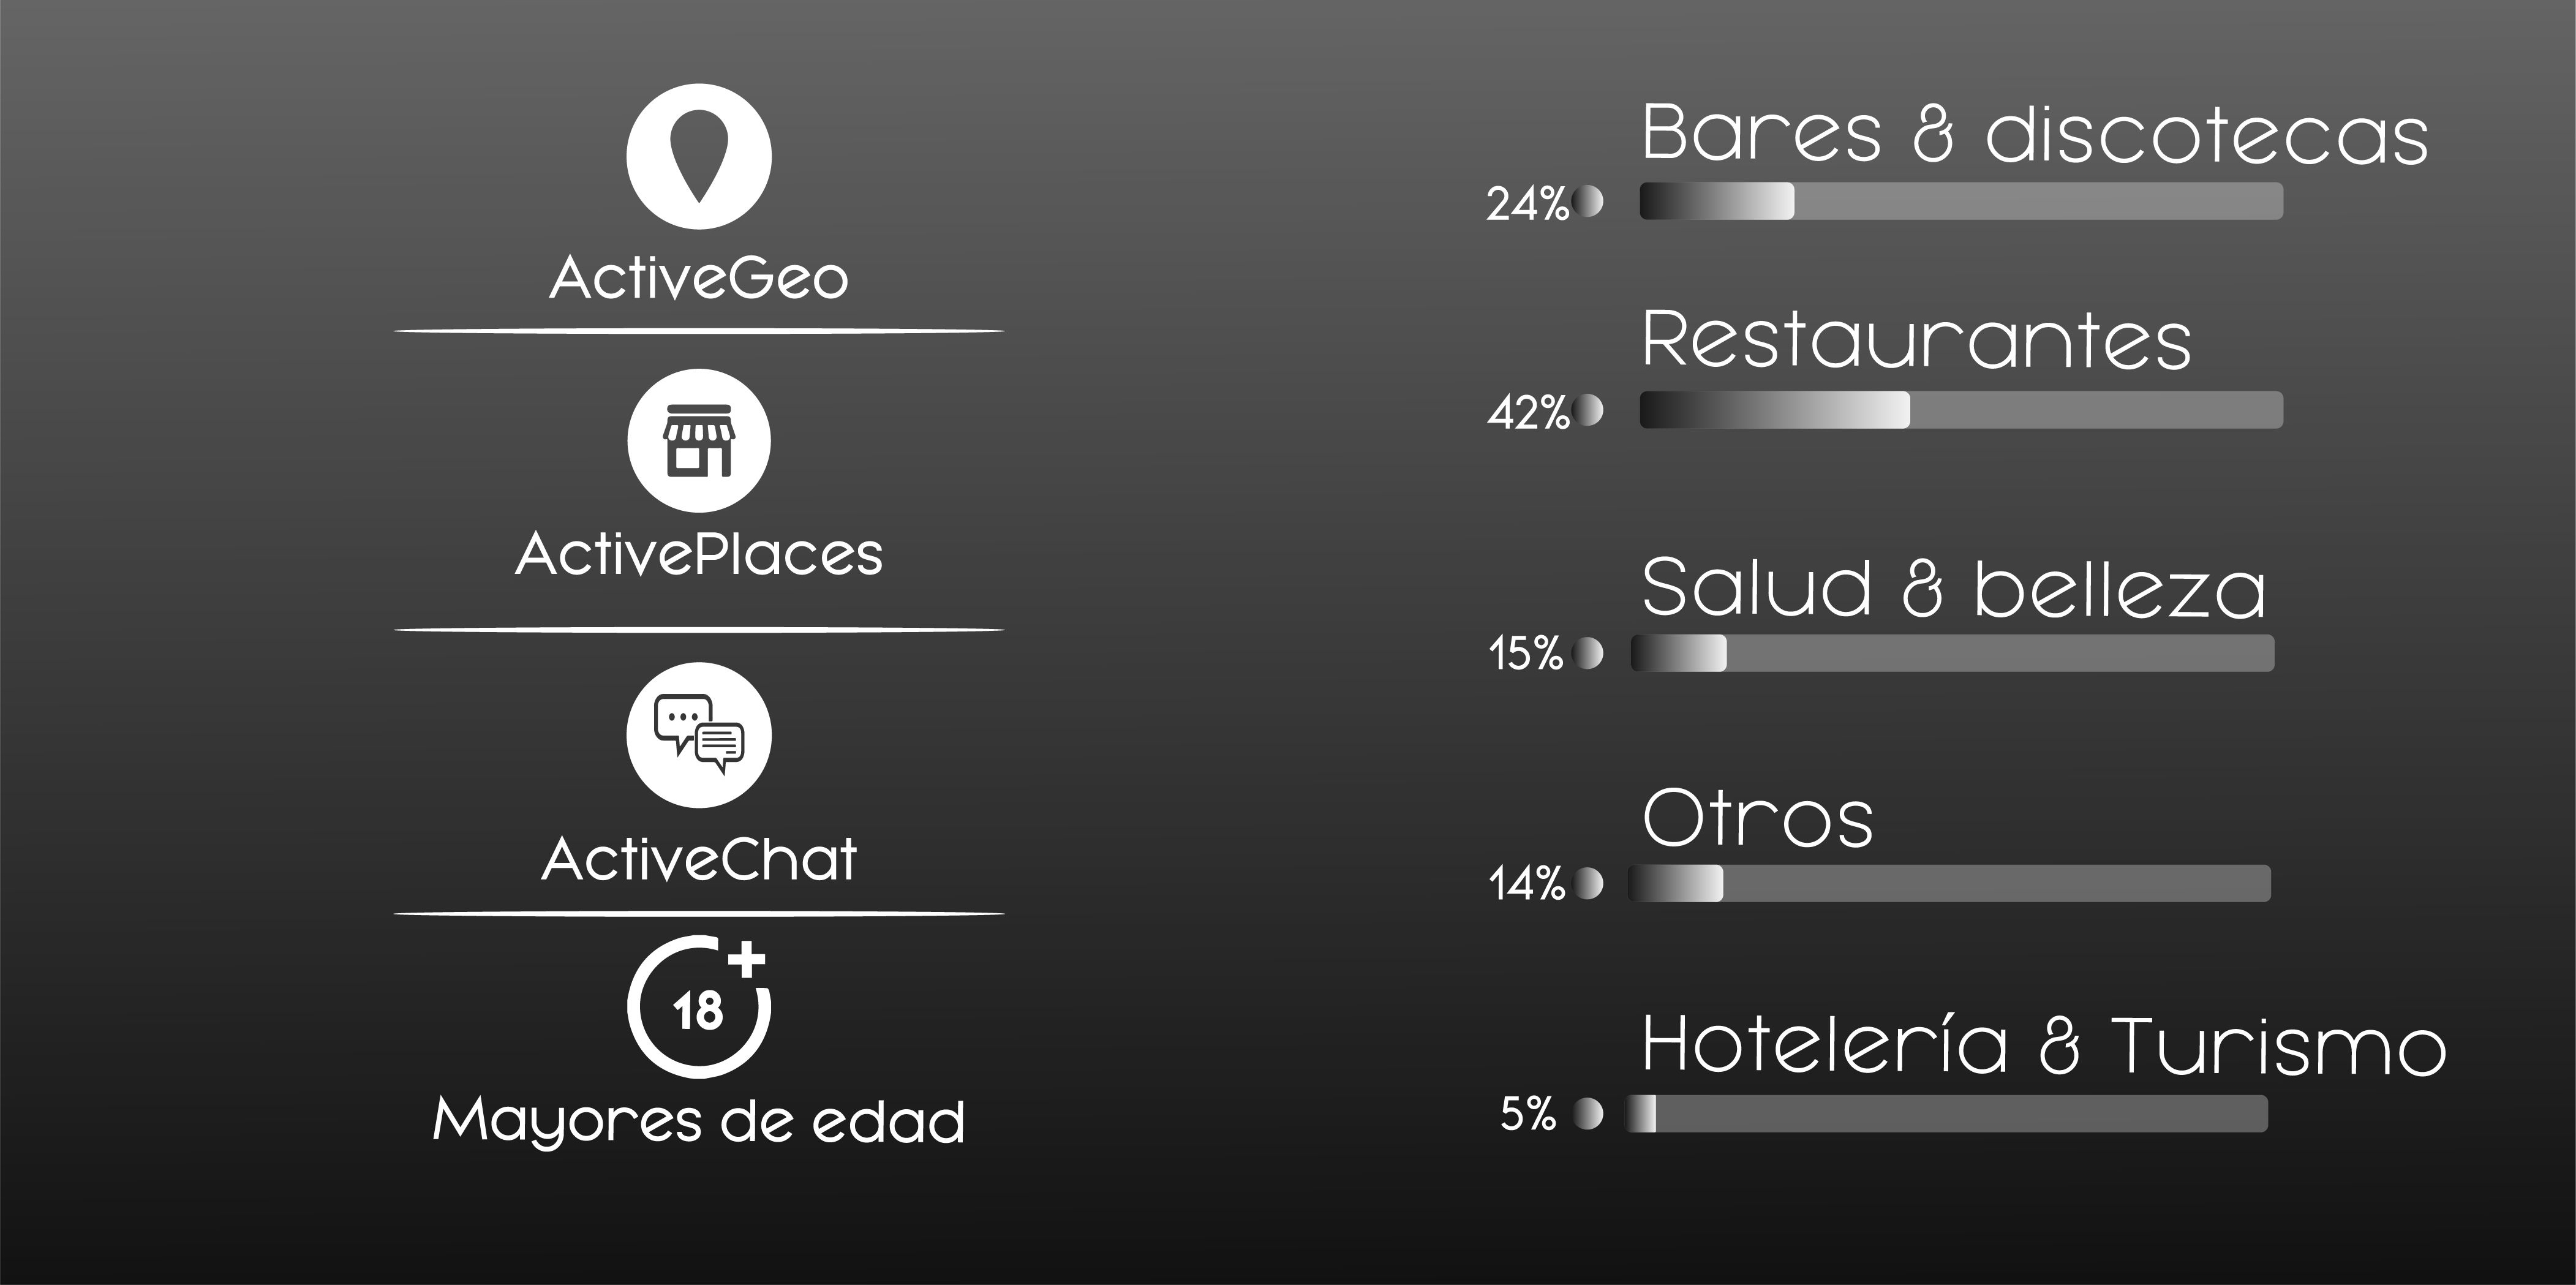 ActiveGeo
ActivePlaces
ActiveChat
18+
Mayores de edad
Bares & discotecas
24%
Restaurantes
42%
Salud & belleza
15%
Otros
14%
Hotelería & Turismo
5%